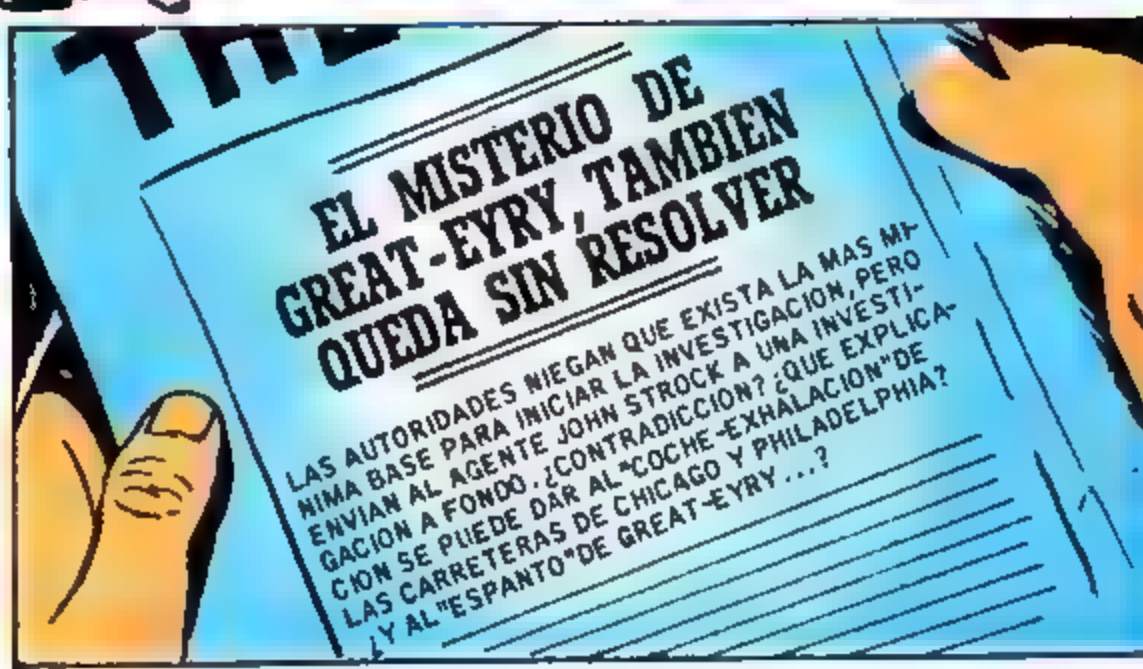 THE
EL MISTERIO DE
GREAT-EYRY, TAMBIEN
QUEDA SIN RESOLVER
LAS AUTORIDADES NIEGAN QUE EXISTA LA MAS MI-
NIMA BASE PARA INICIAR LA INVESTIGACION, PERO
ENVIAN AL AGENTE JOHN STROCK A UNA INVESTI-
GACION A FONDO. ¿CONTRADICCION? ¿QUE EXPLICA-
CION SE PUEDE DAR AL "COCHE-EXHALACION" DE
LAS CARRETERAS DE CHICAGO Y PHILADELPHIA?
¿Y AL "ESPANTO" DE GREAT-EYRY...?